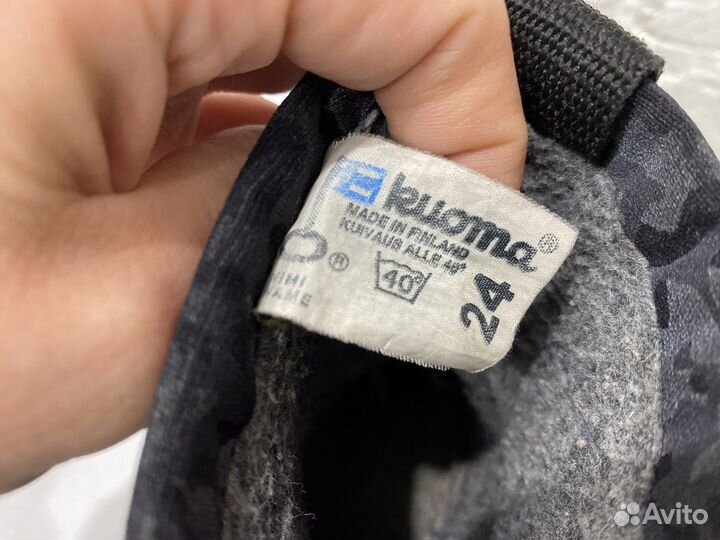 kuoma®
MADE IN FINLAND
KUIVAUS ALLE 40°
®
40°
24
Avito